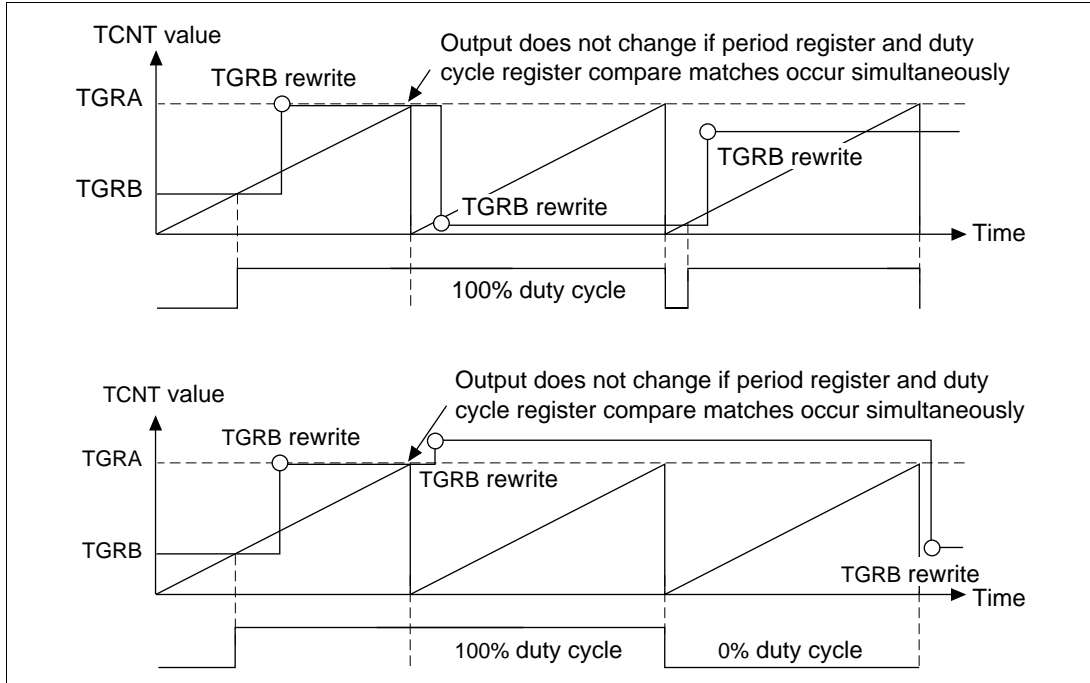 TCNT value
Output does not change if period register and duty
cycle register compare matches occur simultaneously
TGRB rewrite
TGRA
TGRB rewrite
TGRB
TGRB rewrite
Time
100% duty cycle
Output does not change if period register and duty
cycle register compare matches occur simultaneously
TCNT value
TGRB rewrite
TGRA
TGRB rewrite
TGRB
TGRB rewrite
Time
100% duty cycle
0% duty cycle